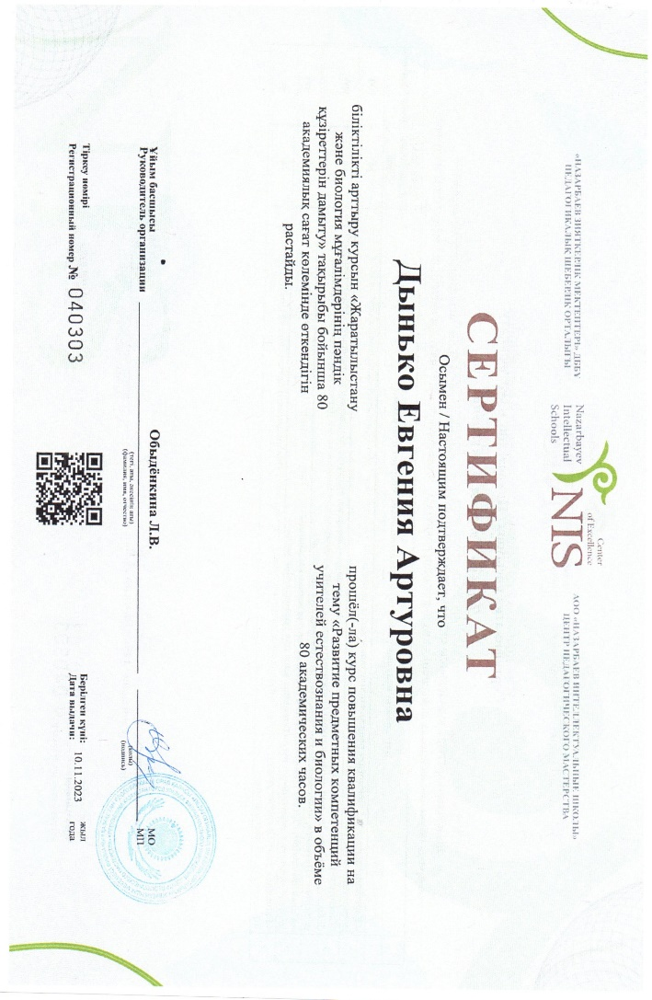 «НАЗАРБАЕВ ЗИЯТКЕРЛІК МЕКТЕПТЕРІ» ДББҰ
ПЕДАГОГИКАЛЫҚ ШЕБЕРЛІК ОРТАЛЫҒЫ
Nazarbayev
Intellectual
Schools
NIS
Center
of Excellence
АОО «НАЗАРБАЕВ ИНТЕЛЛЕКТУАЛЬНЫЕ ШКОЛЫ»
ЦЕНТР ПЕДАГОГИЧЕСКОГО МАСТЕРСТВА
СЕРТИФИКАТ
Осымен / Настоящим подтверждает, что
Дынько Евгения Артуровна
біліктілікті арттыру курсын «Жаратылыстану
және биология мұғалімдерінің пәндік
құзіреттерін дамыту» тақырыбы бойынша 80
академиялық сағат көлемінде өткендігін
растайды.
прошёл(-ла) курс повышения квалификации на
тему «Развитие предметных компетенций
учителей естествознания и биологии» в объёме
80 академических часов.
Ұйым басшысы
Руководитель организации
Обыдёнкина Л.В.
(тегі, аты, әкесінің аты)
(фамилия, имя, отчество)
(қолы)
(подпись)
МО
МП
Тіркеу нөмірі
Регистрационный номер № 040303
Берілген күні:
Дата выдачи:
10.11.2023
жыл
года